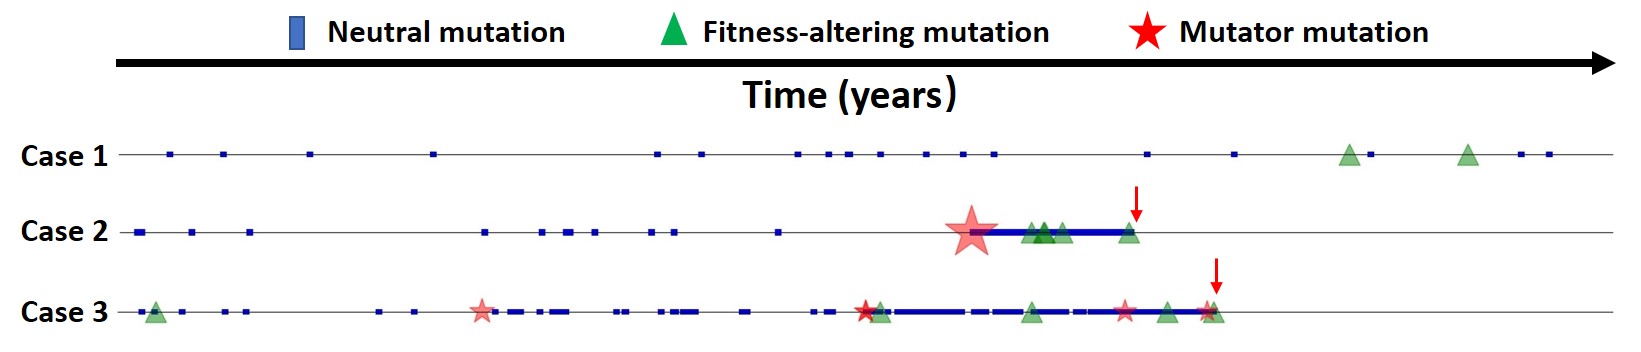 Neutral mutation Fitness-altering mutation Mutator mutation
Time (years)
Case 1
Case 2
Case 3